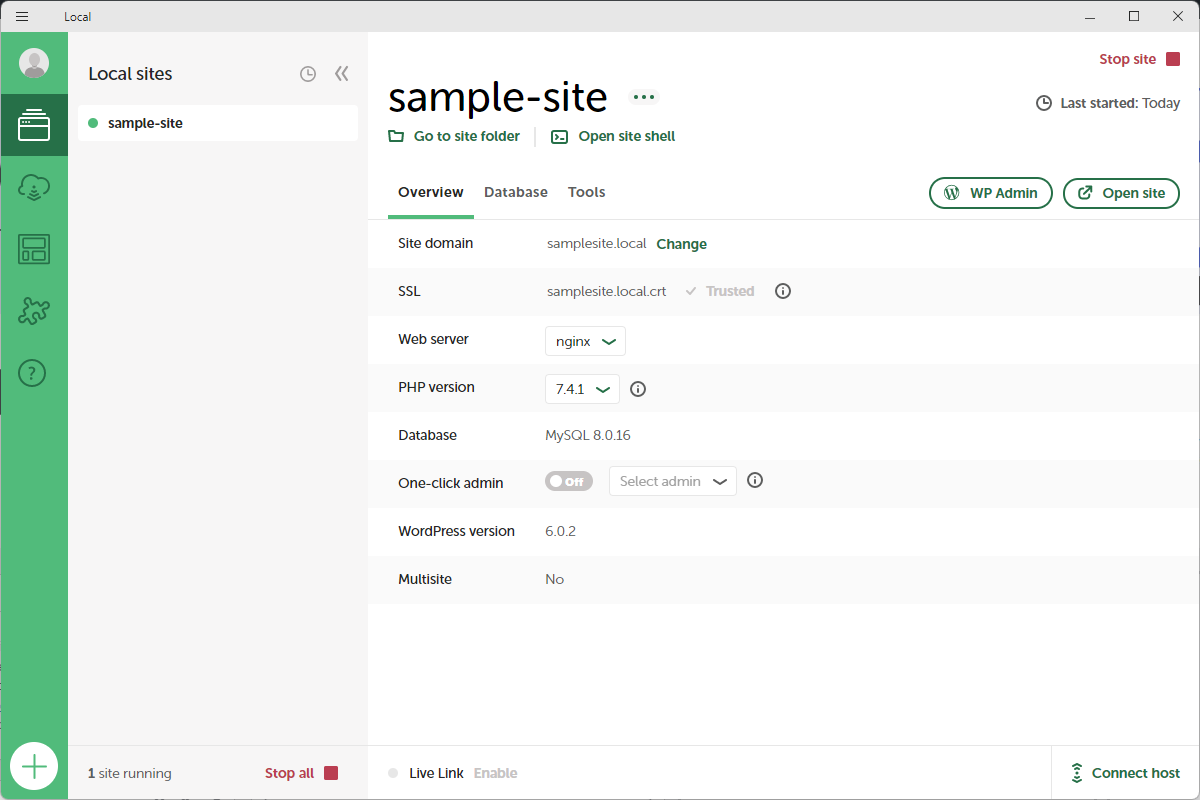 Local
Local sites
sample-site
1 site running
Stop all
Stop site
sample-site
Last started: Today
Go to site folder
Open site shell
Overview
Database
Tools
WP Admin
Open site
Site domain
samplesite.local
Change
SSL
samplesite.local.crt
Trusted
Web server
nginx
PHP version
7.4.1
Database
MySQL 8.0.16
One-click admin
Off
Select admin
WordPress version
6.0.2
Multisite
No
Live Link
Enable
Connect host